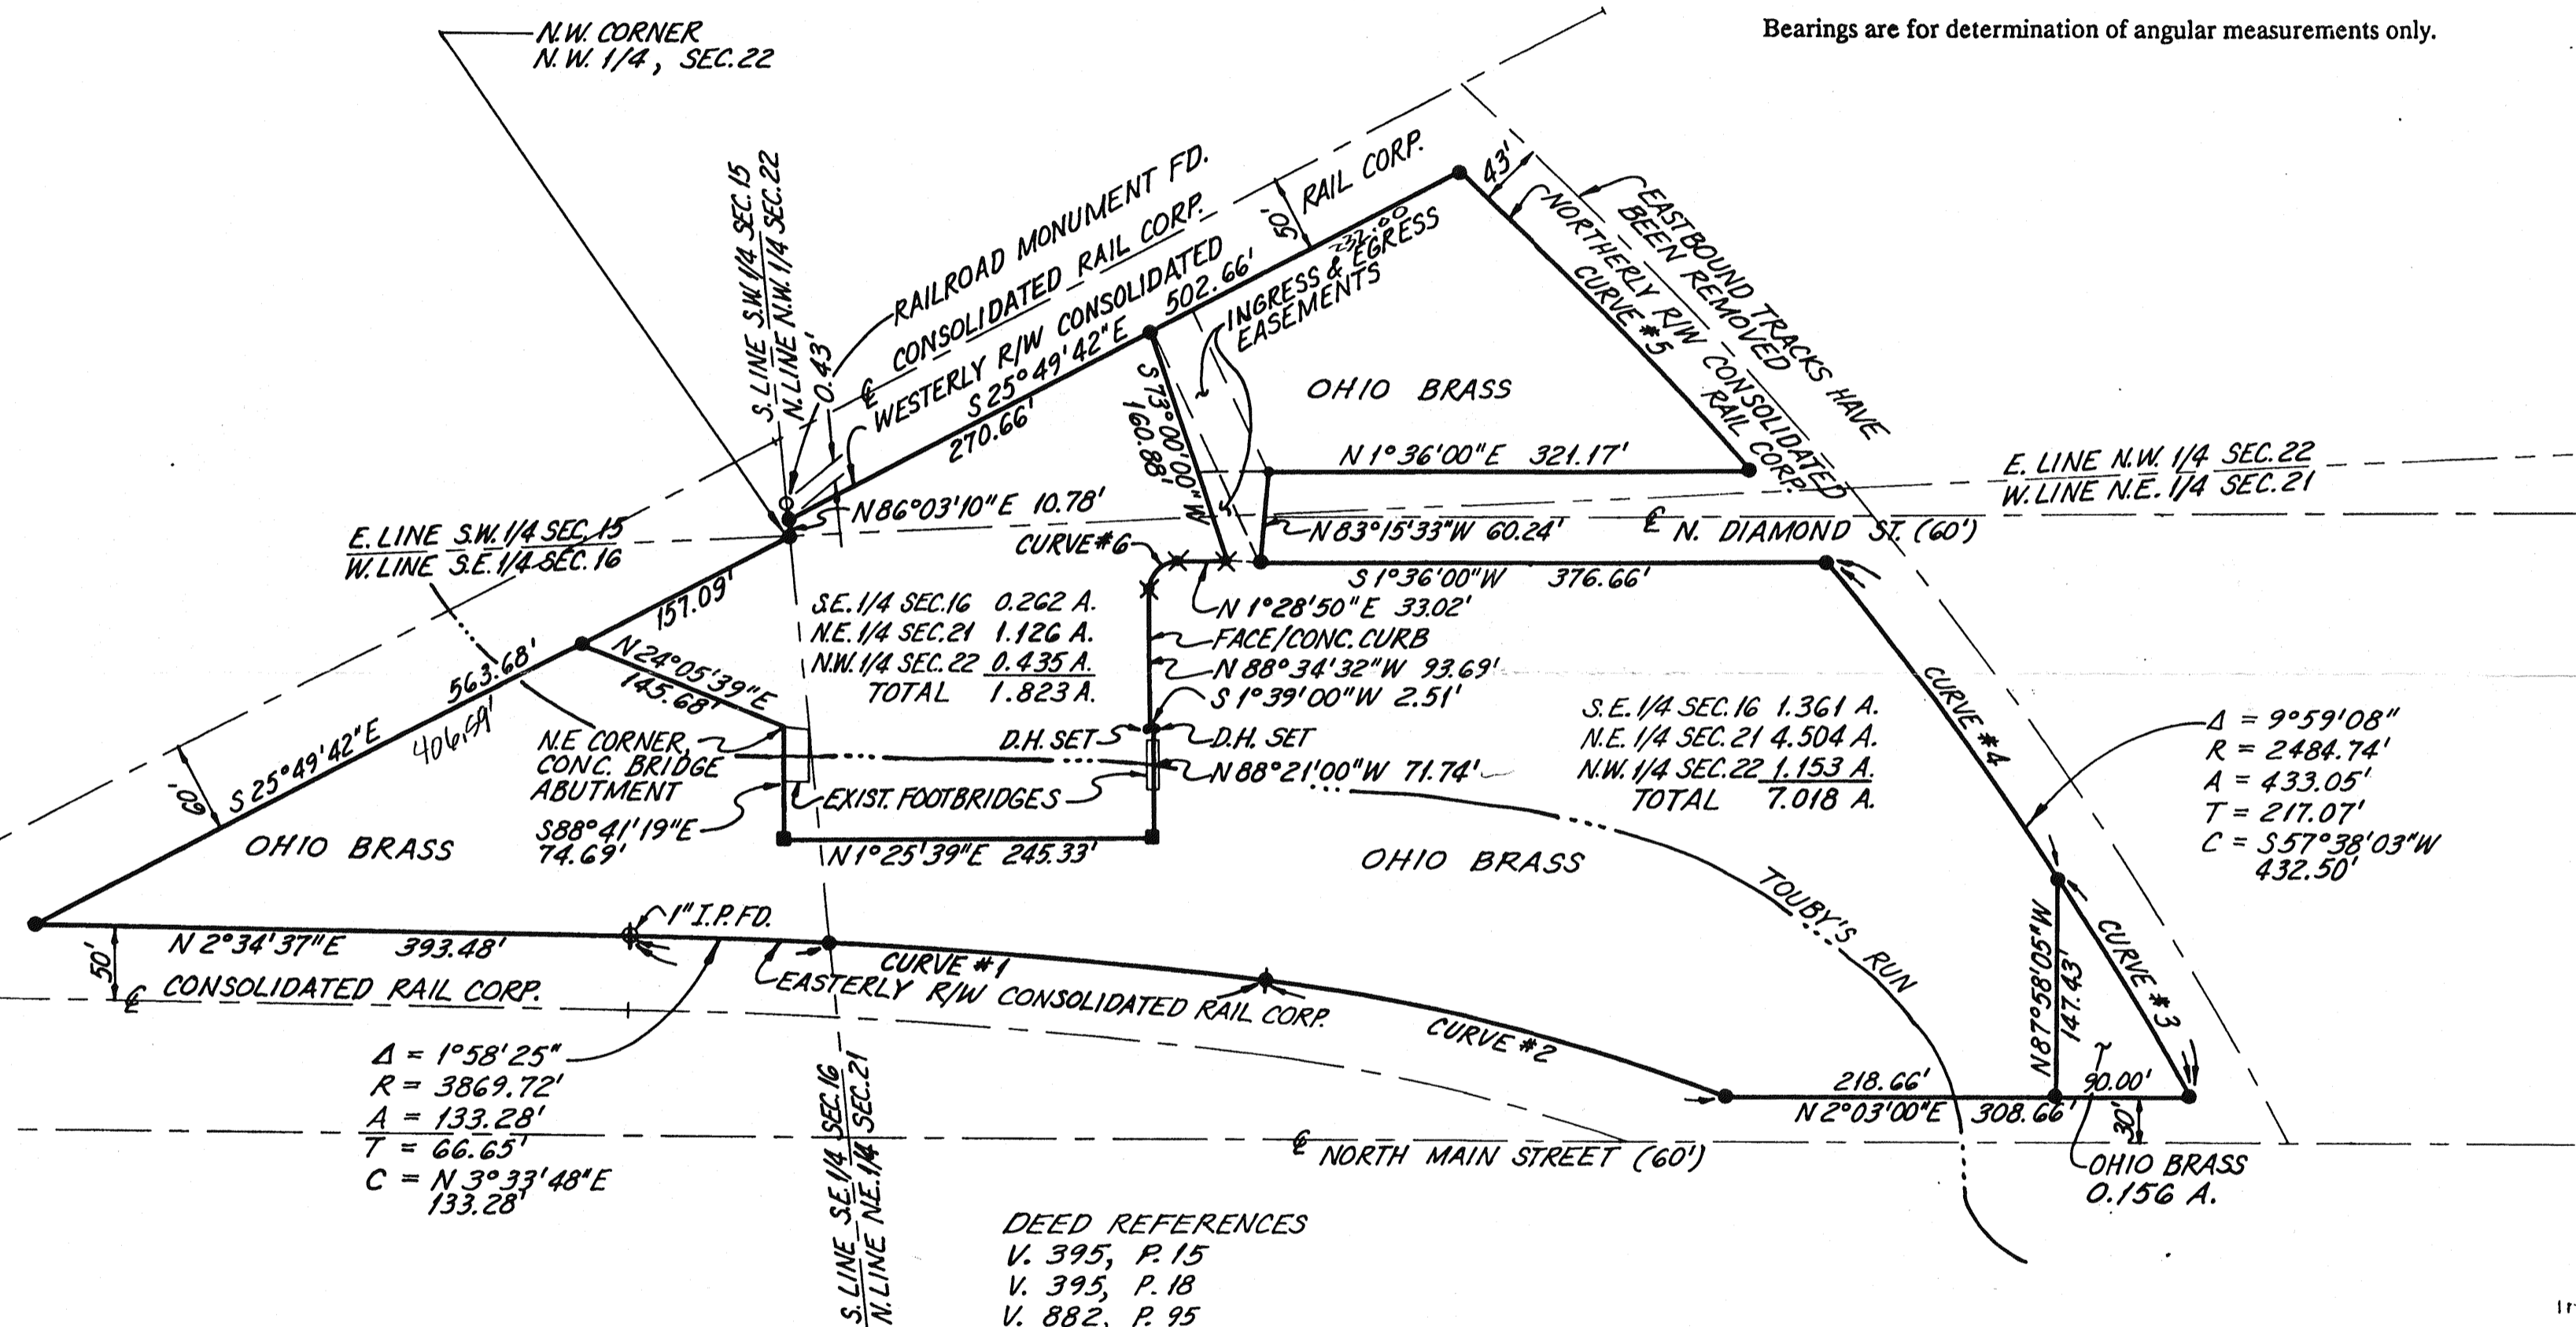 Bearings are for determination of angular measurements only.
N.W. CORNER
N.W. 1/4, SEC.22
S. LINE S.W. 1/4 SEC. 15
N. LINE N.W. 1/4 SEC. 22
0.43'
RAILROAD MONUMENT FD.
℄ CONSOLIDATED RAIL CORP.
WESTERLY R/W CONSOLIDATED
RAIL CORP.
50'
S 25°49'42"E
270.66'
502.66'
232.00
INGRESS & EGRESS
EASEMENTS
43'
EASTBOUND TRACKS HAVE
BEEN REMOVED
NORTHERLY R/W CONSOLIDATED
RAIL CORP.
CURVE #5
OHIO BRASS
S 73°00'00"W
160.88'
N 1°36'00"E 321.17'
E. LINE N.W. 1/4 SEC. 22
W. LINE N.E. 1/4 SEC. 21
N 86°03'10"E 10.78'
N 83°15'33"W 60.24'
℄ N. DIAMOND ST. (60')
E. LINE S.W. 1/4 SEC. 15
W. LINE S.E. 1/4 SEC. 16
CURVE #6
S 1°36'00"W 376.66'
157.09'
S.E. 1/4 SEC.16 0.262 A.
N.E. 1/4 SEC.21 1.126 A.
N.W. 1/4 SEC.22 0.435 A.
TOTAL 1.823 A.
N 1°28'50"E 33.02'
FACE/CONC. CURB
N 88°34'32"W 93.69'
S 1°39'00"W 2.51'
N 24°05'39"E
145.68'
563.68'
406.59'
S 25°49'42"E
60'
D.H. SET
D.H. SET
N 88°21'00"W 71.74'
N.E. CORNER,
CONC. BRIDGE
ABUTMENT
EXIST. FOOTBRIDGES
S.E. 1/4 SEC.16 1.361 A.
N.E. 1/4 SEC.21 4.504 A.
N.W. 1/4 SEC.22 1.153 A.
TOTAL 7.018 A.
CURVE #4
Δ = 9°59'08"
R = 2484.74'
A = 433.05'
T = 217.07'
C = S57°38'03"W
432.50'
S88°41'19"E
74.69'
N 1°25'39"E 245.33'
OHIO BRASS
OHIO BRASS
TOUBY'S RUN
1" I.P. FD.
N 2°34'37"E 393.48'
50'
℄ CONSOLIDATED RAIL CORP.
CURVE #1
EASTERLY R/W CONSOLIDATED RAIL CORP.
CURVE #2
N 87°58'05"W
147.43'
CURVE #3
218.66'
90.00'
N 2°03'00"E 308.66'
30'
Δ = 1°58'25"
R = 3869.72'
A = 133.28'
T = 66.65'
C = N 3°33'48"E
133.28'
S. LINE S.E. 1/4 SEC. 16
N. LINE N.E. 1/4 SEC. 21
℄ NORTH MAIN STREET (60')
OHIO BRASS
0.156 A.
DEED REFERENCES
V. 395, P. 15
V. 395, P. 18
V. 882, P. 95